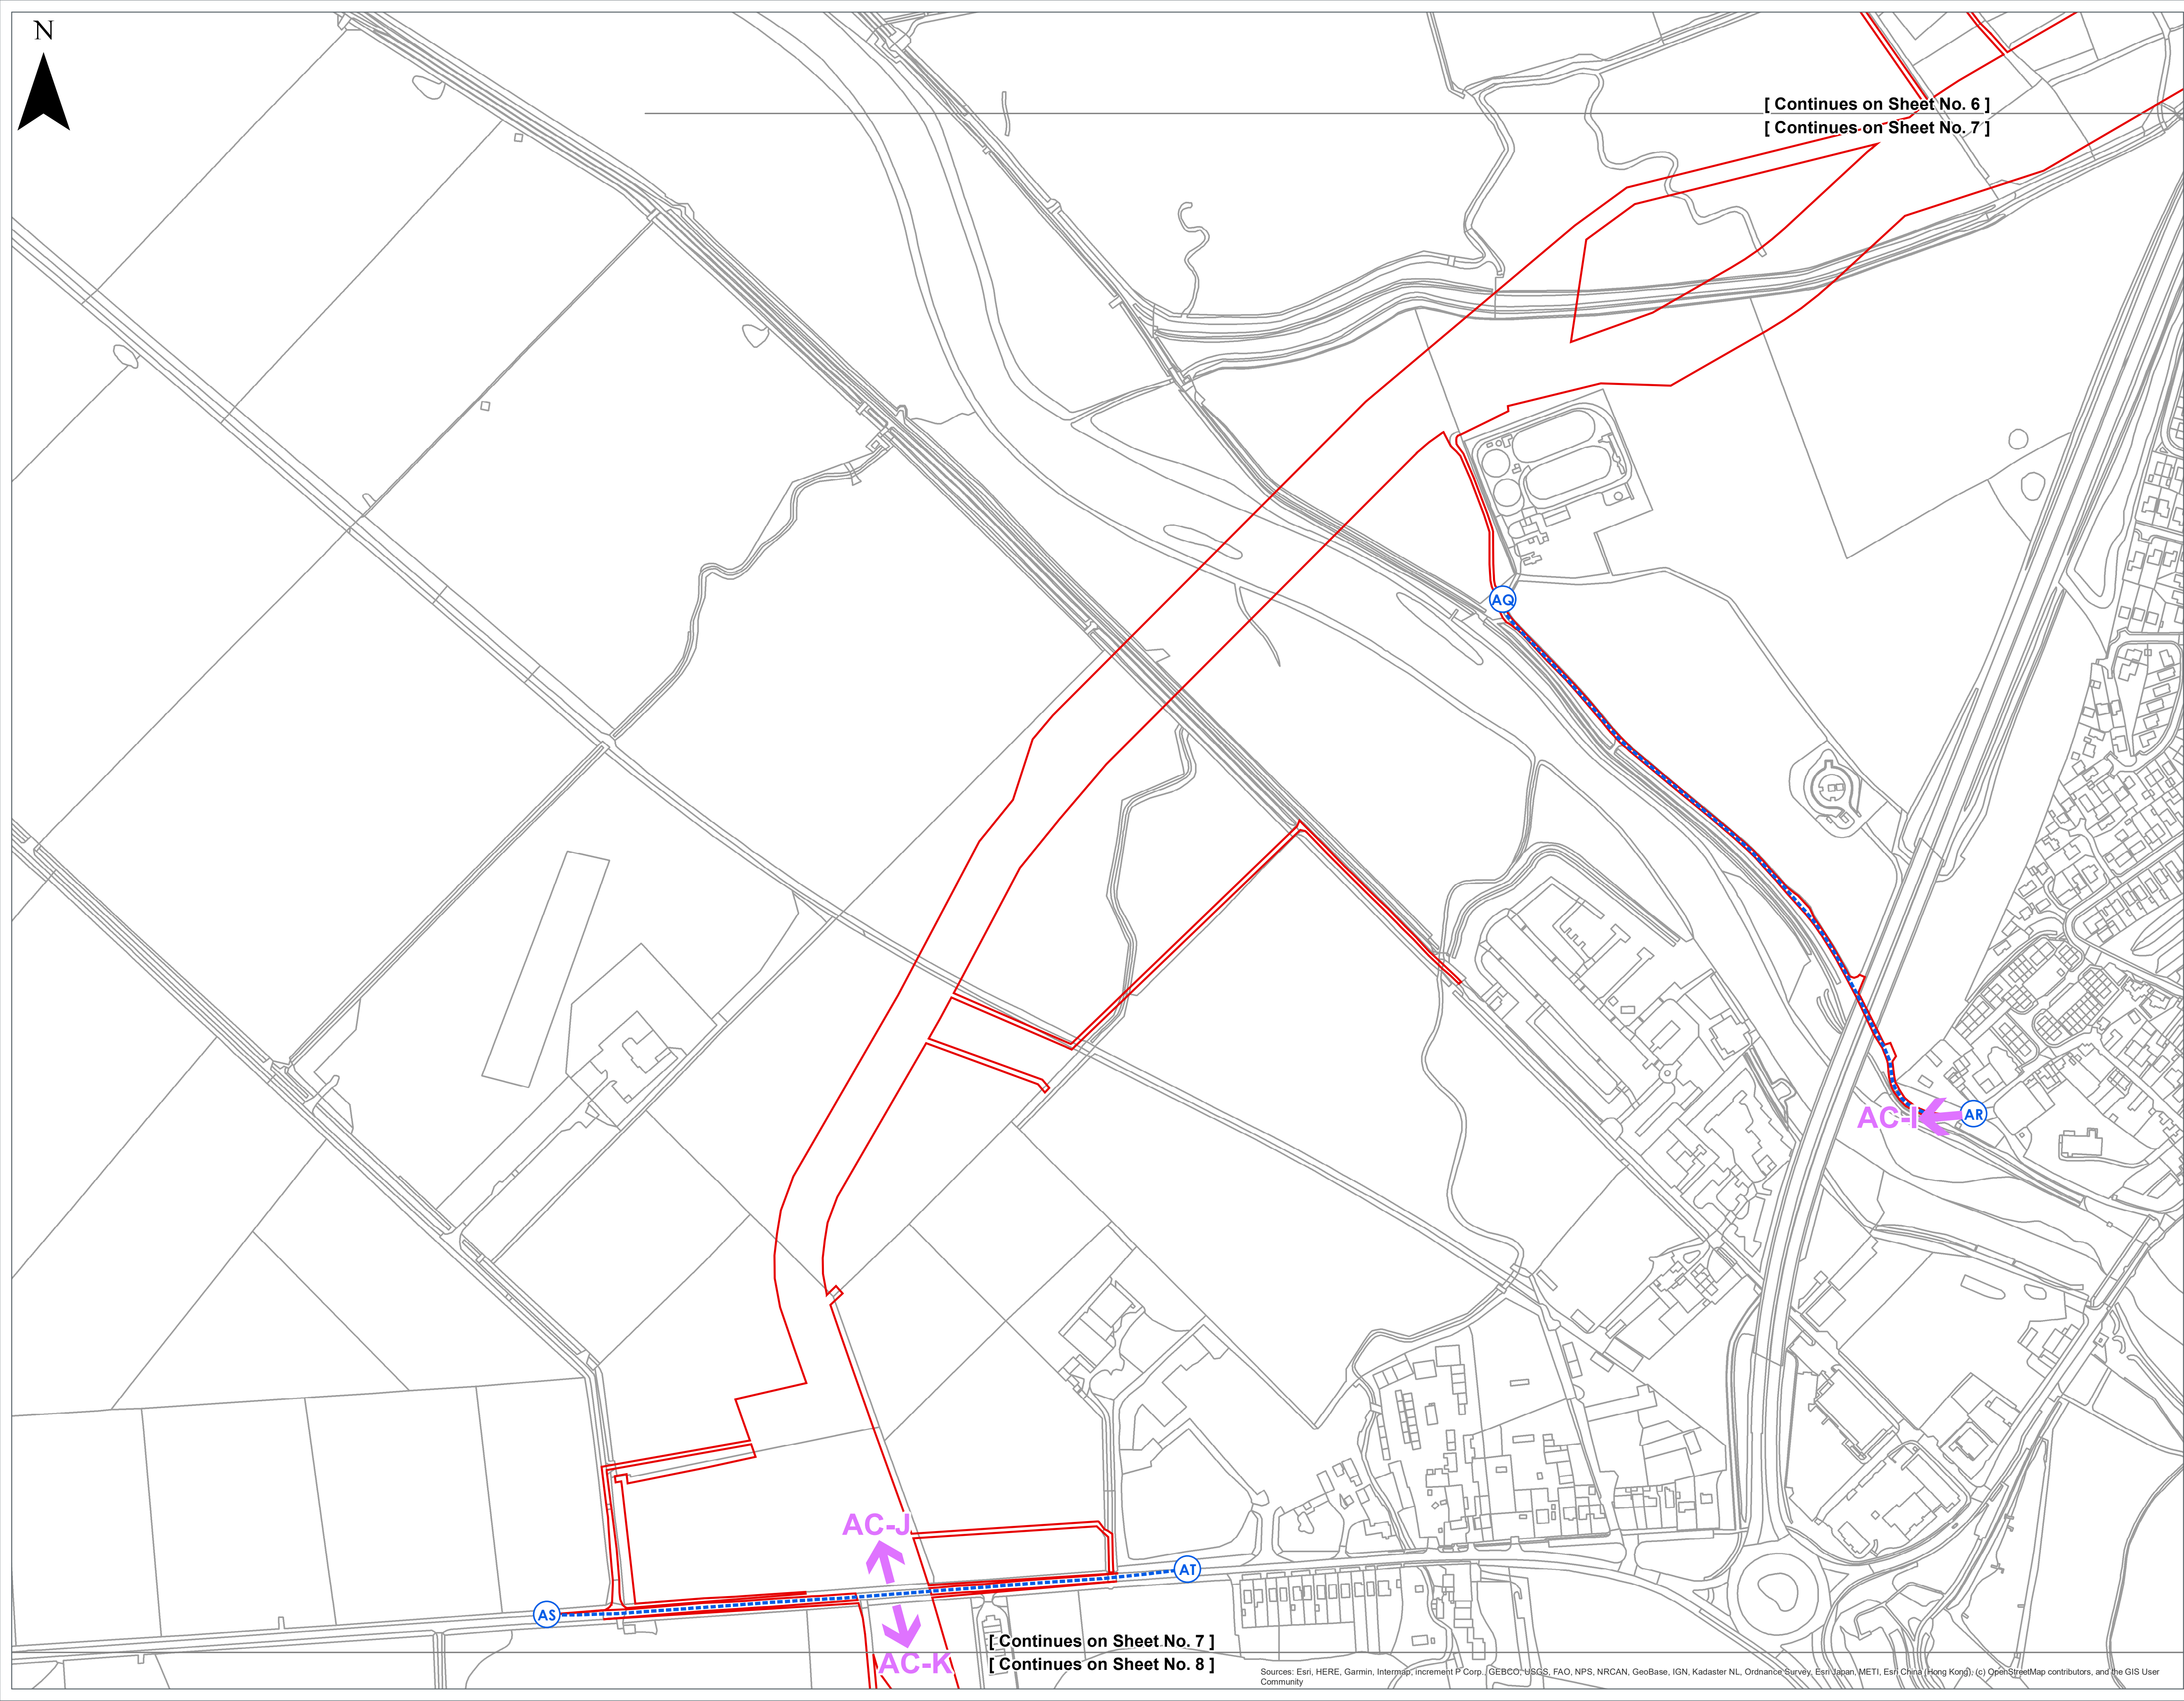 N
[ Continues on Sheet No. 6 ]
[ Continues on Sheet No. 7 ]
AQ
AC-I
AR
AC-J
AT
AS
AC-K
[ Continues on Sheet No. 7 ]
[ Continues on Sheet No. 8 ]
Sources: Esri, HERE, Garmin, Intermap, increment P Corp., GEBCO, USGS, FAO, NPS, NRCAN, GeoBase, IGN, Kadaster NL, Ordnance Survey, Esri Japan, METI, Esri China (Hong Kong), (c) OpenStreetMap contributors, and the GIS User
Community